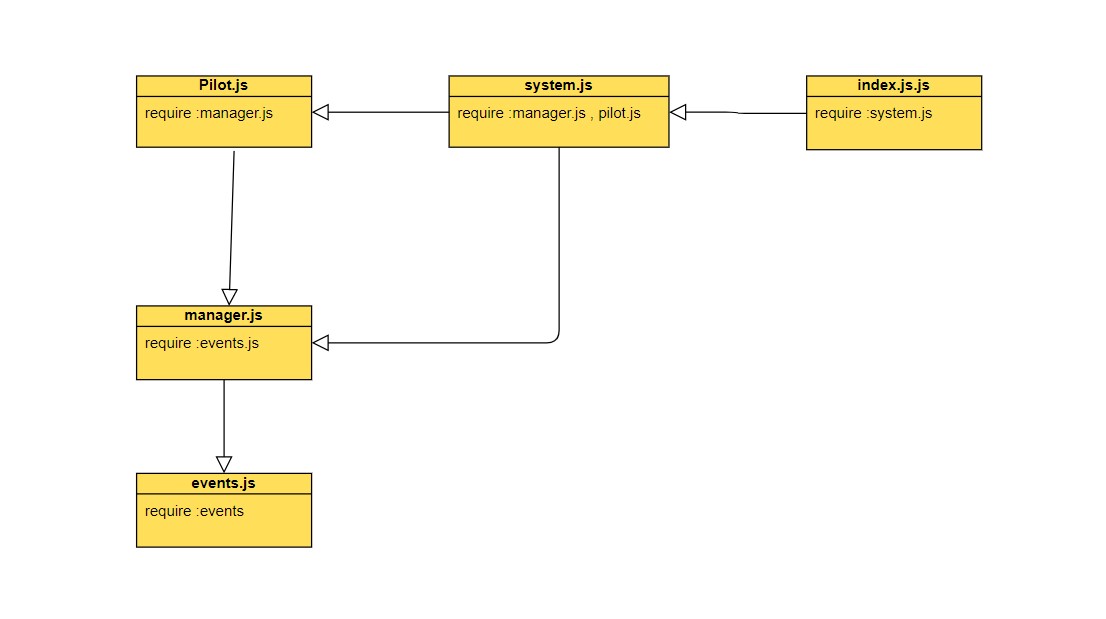 Pilot.js
require :manager.js
system.js
require :manager.js , pilot.js
index.js.js
require :system.js
manager.js
require :events.js
events.js
require :events